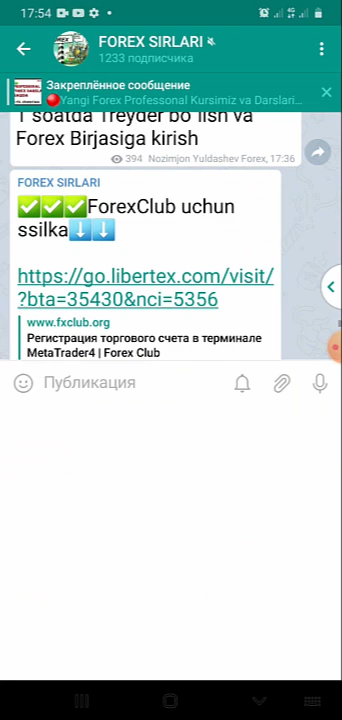 17:54
FOREX SIRLARI
1233 подписчика
Закреплённое сообщение
Yangi Forex Professonal Kursimiz va Darslari...
1 soatda Treyder bo'lish va
Forex Birjasiga kirish
394 Nozimjon Yuldashev Forex, 17:36
FOREX SIRLARI
✅✅✅ForexClub uchun
ssilka⬇️⬇️
https://go.libertex.com/visit/
?bta=35430&nci=5356
www.fxclub.org
Регистрация торгового счета в терминале
MetaTrader4 | Forex Club
Публикация